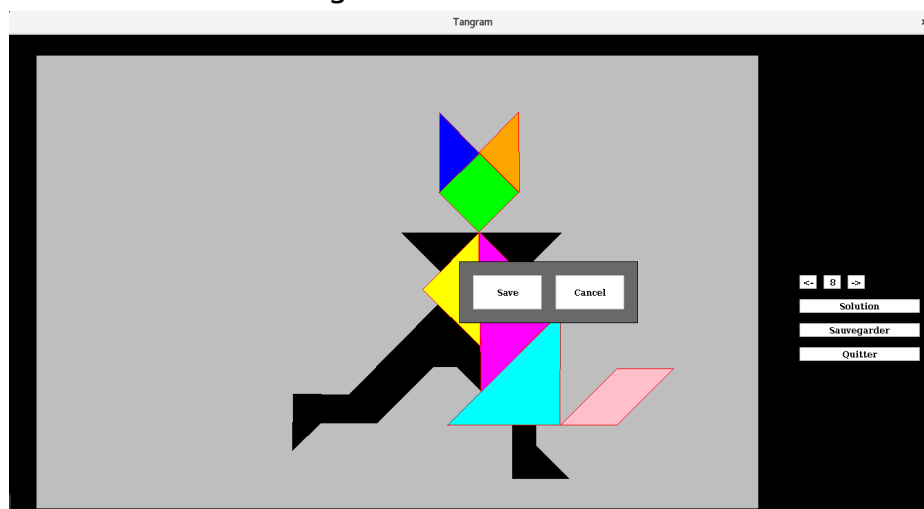 Tangram
<- 8 ->
Solution
Sauvegarder
Quitter
Save Cancel